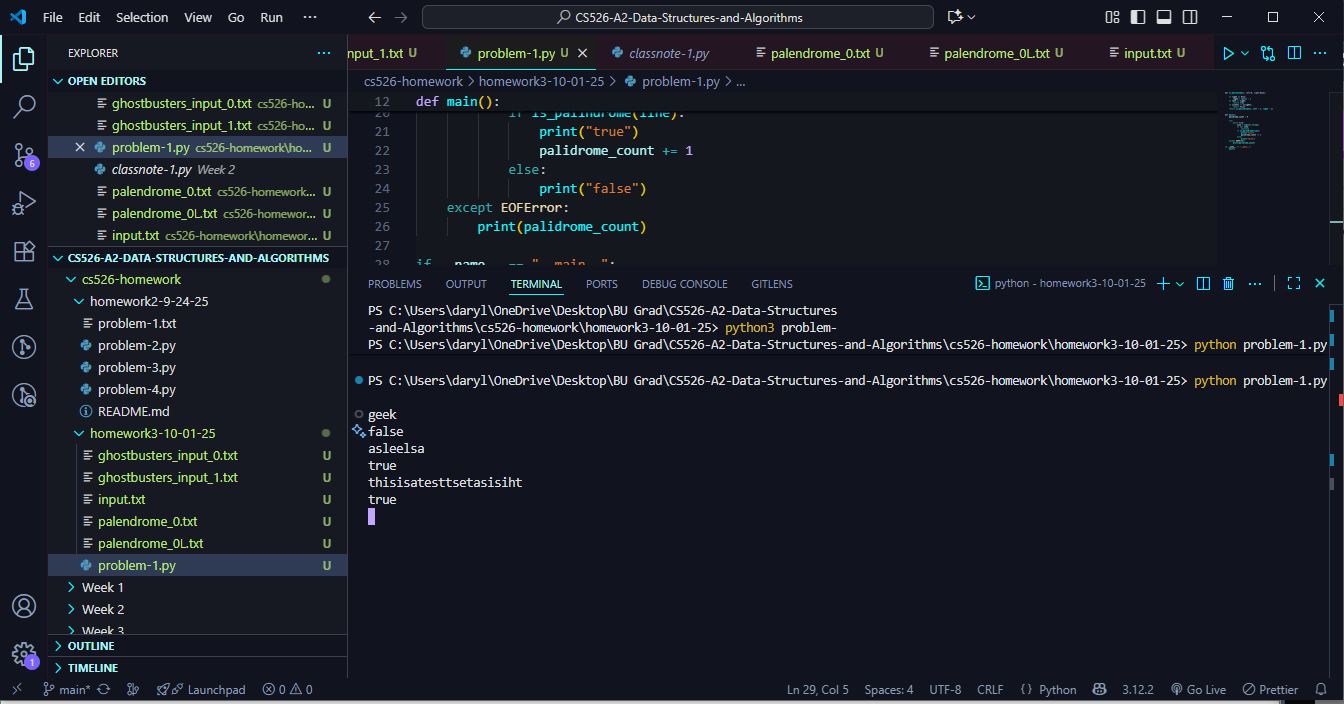 File Edit Selection View Go Run ··· CS526-A2-Data-Structures-and-Algorithms
EXPLORER ···
OPEN EDITORS
ghostbusters_input_0.txt cs526-ho... U
ghostbusters_input_1.txt cs526-ho... U
problem-1.py cs526-homework\ho... U
classnote-1.py Week 2
palendrome_0.txt cs526-homework... U
palendrome_0L.txt cs526-homewor... U
input.txt cs526-homework\homewor... U
CS526-A2-DATA-STRUCTURES-AND-ALGORITHMS
cs526-homework
homework2-9-24-25
problem-1.txt
problem-2.py
problem-3.py
problem-4.py
README.md
homework3-10-01-25
ghostbusters_input_0.txt U
ghostbusters_input_1.txt U
input.txt U
palendrome_0.txt U
palendrome_0L.txt U
problem-1.py U
Week 1
Week 2
Week 3
OUTLINE
TIMELINE
6
1
nput_1.txt U problem-1.py U classnote-1.py palendrome_0.txt U palendrome_0L.txt U input.txt U ···
cs526-homework > homework3-10-01-25 > problem-1.py > ...
12 def main():
20 if is_palindrome(line):
21 print("true")
22 palidrome_count += 1
23 else:
24 print("false")
25 except EOFError:
26 print(palidrome_count)
27
28 if __name__ == "__main__":
PROBLEMS OUTPUT TERMINAL PORTS DEBUG CONSOLE GITLENS python - homework3-10-01-25
PS C:\Users\daryl\OneDrive\Desktop\BU Grad\CS526-A2-Data-Structures
-and-Algorithms\cs526-homework\homework3-10-01-25> python3 problem-
PS C:\Users\daryl\OneDrive\Desktop\BU Grad\CS526-A2-Data-Structures-and-Algorithms\cs526-homework\homework3-10-01-25> python problem-1.py
PS C:\Users\daryl\OneDrive\Desktop\BU Grad\CS526-A2-Data-Structures-and-Algorithms\cs526-homework\homework3-10-01-25> python problem-1.py
geek
false
asleelsa
true
thisisatesttsetasisiht
true
main* Launchpad 0 0 Ln 29, Col 5 Spaces: 4 UTF-8 CRLF {} Python 3.12.2 Go Live Prettier